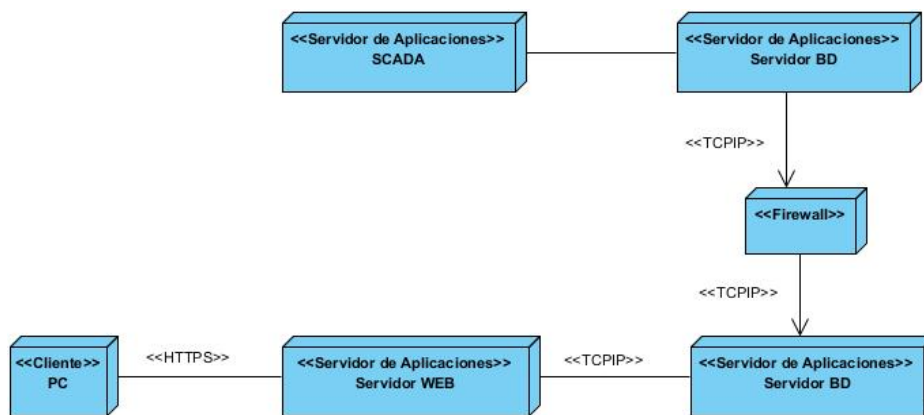 <<Servidor de Aplicaciones>>
SCADA
<<Servidor de Aplicaciones>>
Servidor BD
<<TCPIP>>
<<Firewall>>
<<TCPIP>>
<<Cliente>>
PC
<<HTTPS>>
<<Servidor de Aplicaciones>>
Servidor WEB
<<TCPIP>>
<<Servidor de Aplicaciones>>
Servidor BD